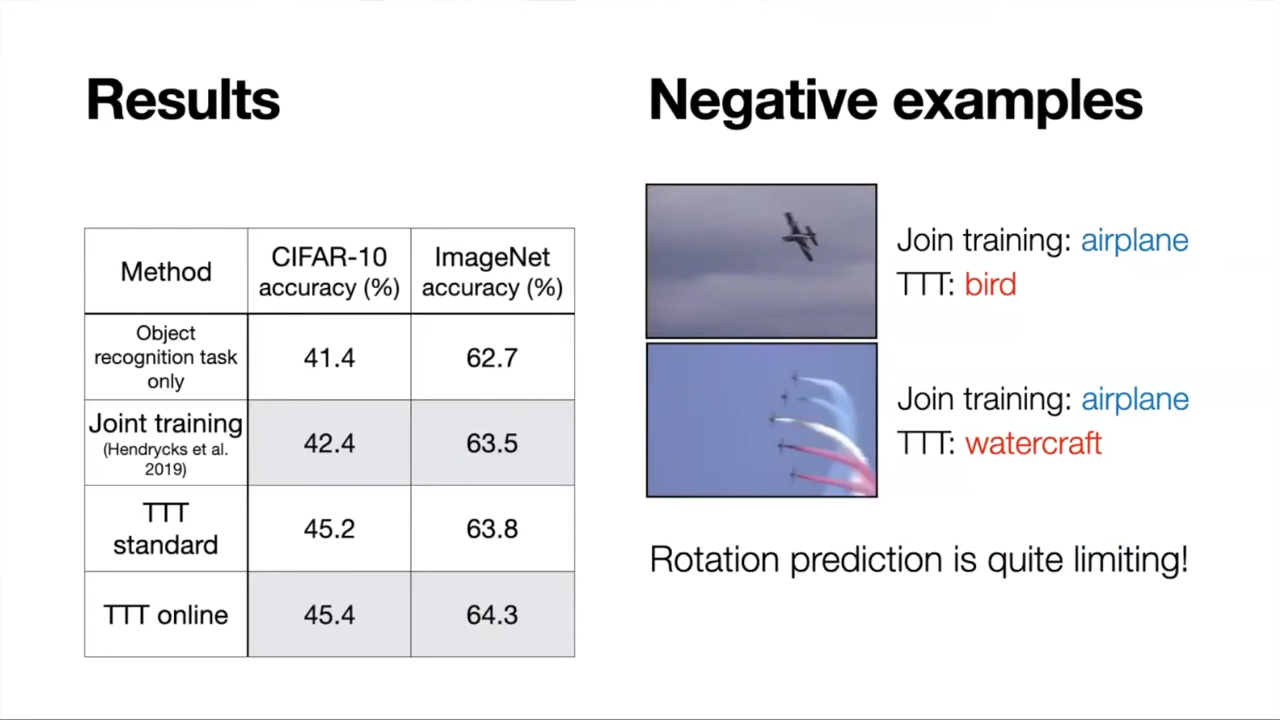 Results
Method
CIFAR-10
accuracy (%)
ImageNet
accuracy (%)
Object
recognition task
only
41.4
62.7
Joint training
(Hendrycks et al.
2019)
42.4
63.5
TTT
standard
45.2
63.8
TTT online
45.4
64.3
Negative examples
Join training: airplane
TTT: bird
Join training: airplane
TTT: watercraft
Rotation prediction is quite limiting!